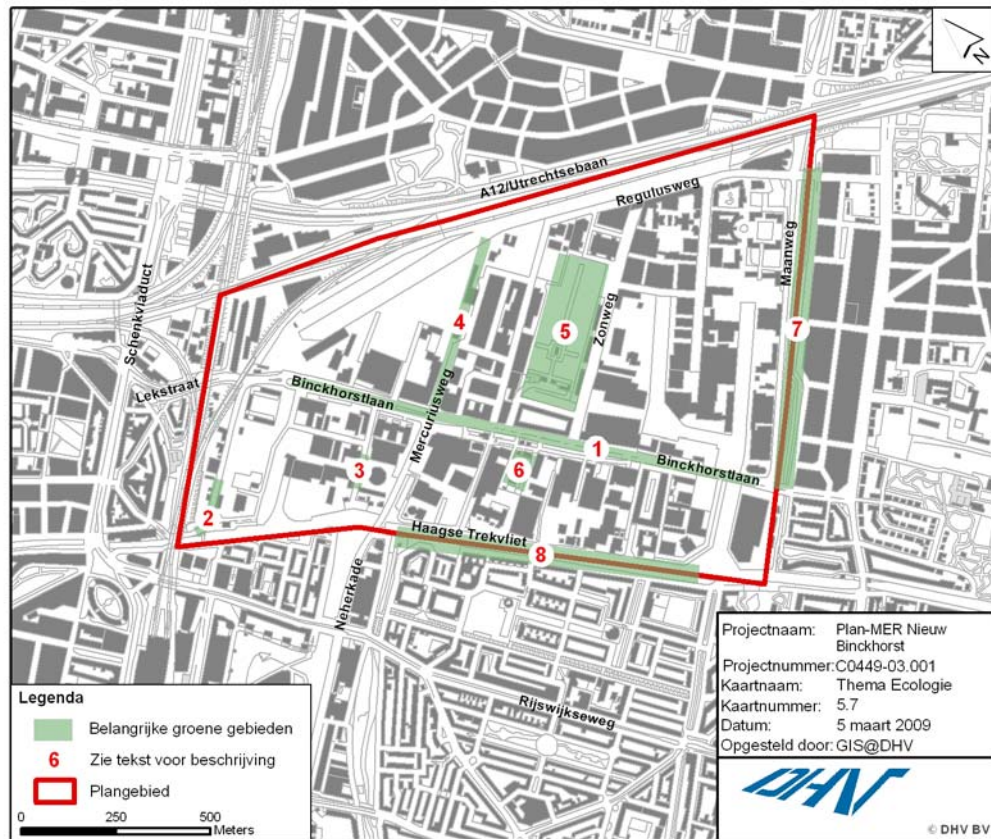 N
A12/Utrechtsebaan
Regulusweg
Schenkviaduct
Maanweg
Zonweg
4
5
7
Lekstraat
Binckhorstlaan
Mercuriusweg
1
Binckhorstlaan
3
6
2
Haagse Trekvliet
8
Neherkade
Rijswijkseweg
Legenda
Belangrijke groene gebieden
6 Zie tekst voor beschrijving
Plangebied
0 250 500
Meters
Projectnaam: Plan-MER Nieuw
Binckhorst
Projectnummer: C0449-03.001
Kaartnaam: Thema Ecologie
Kaartnummer: 5.7
Datum: 5 maart 2009
Opgesteld door: GIS@DHV
DHV
© DHV BV